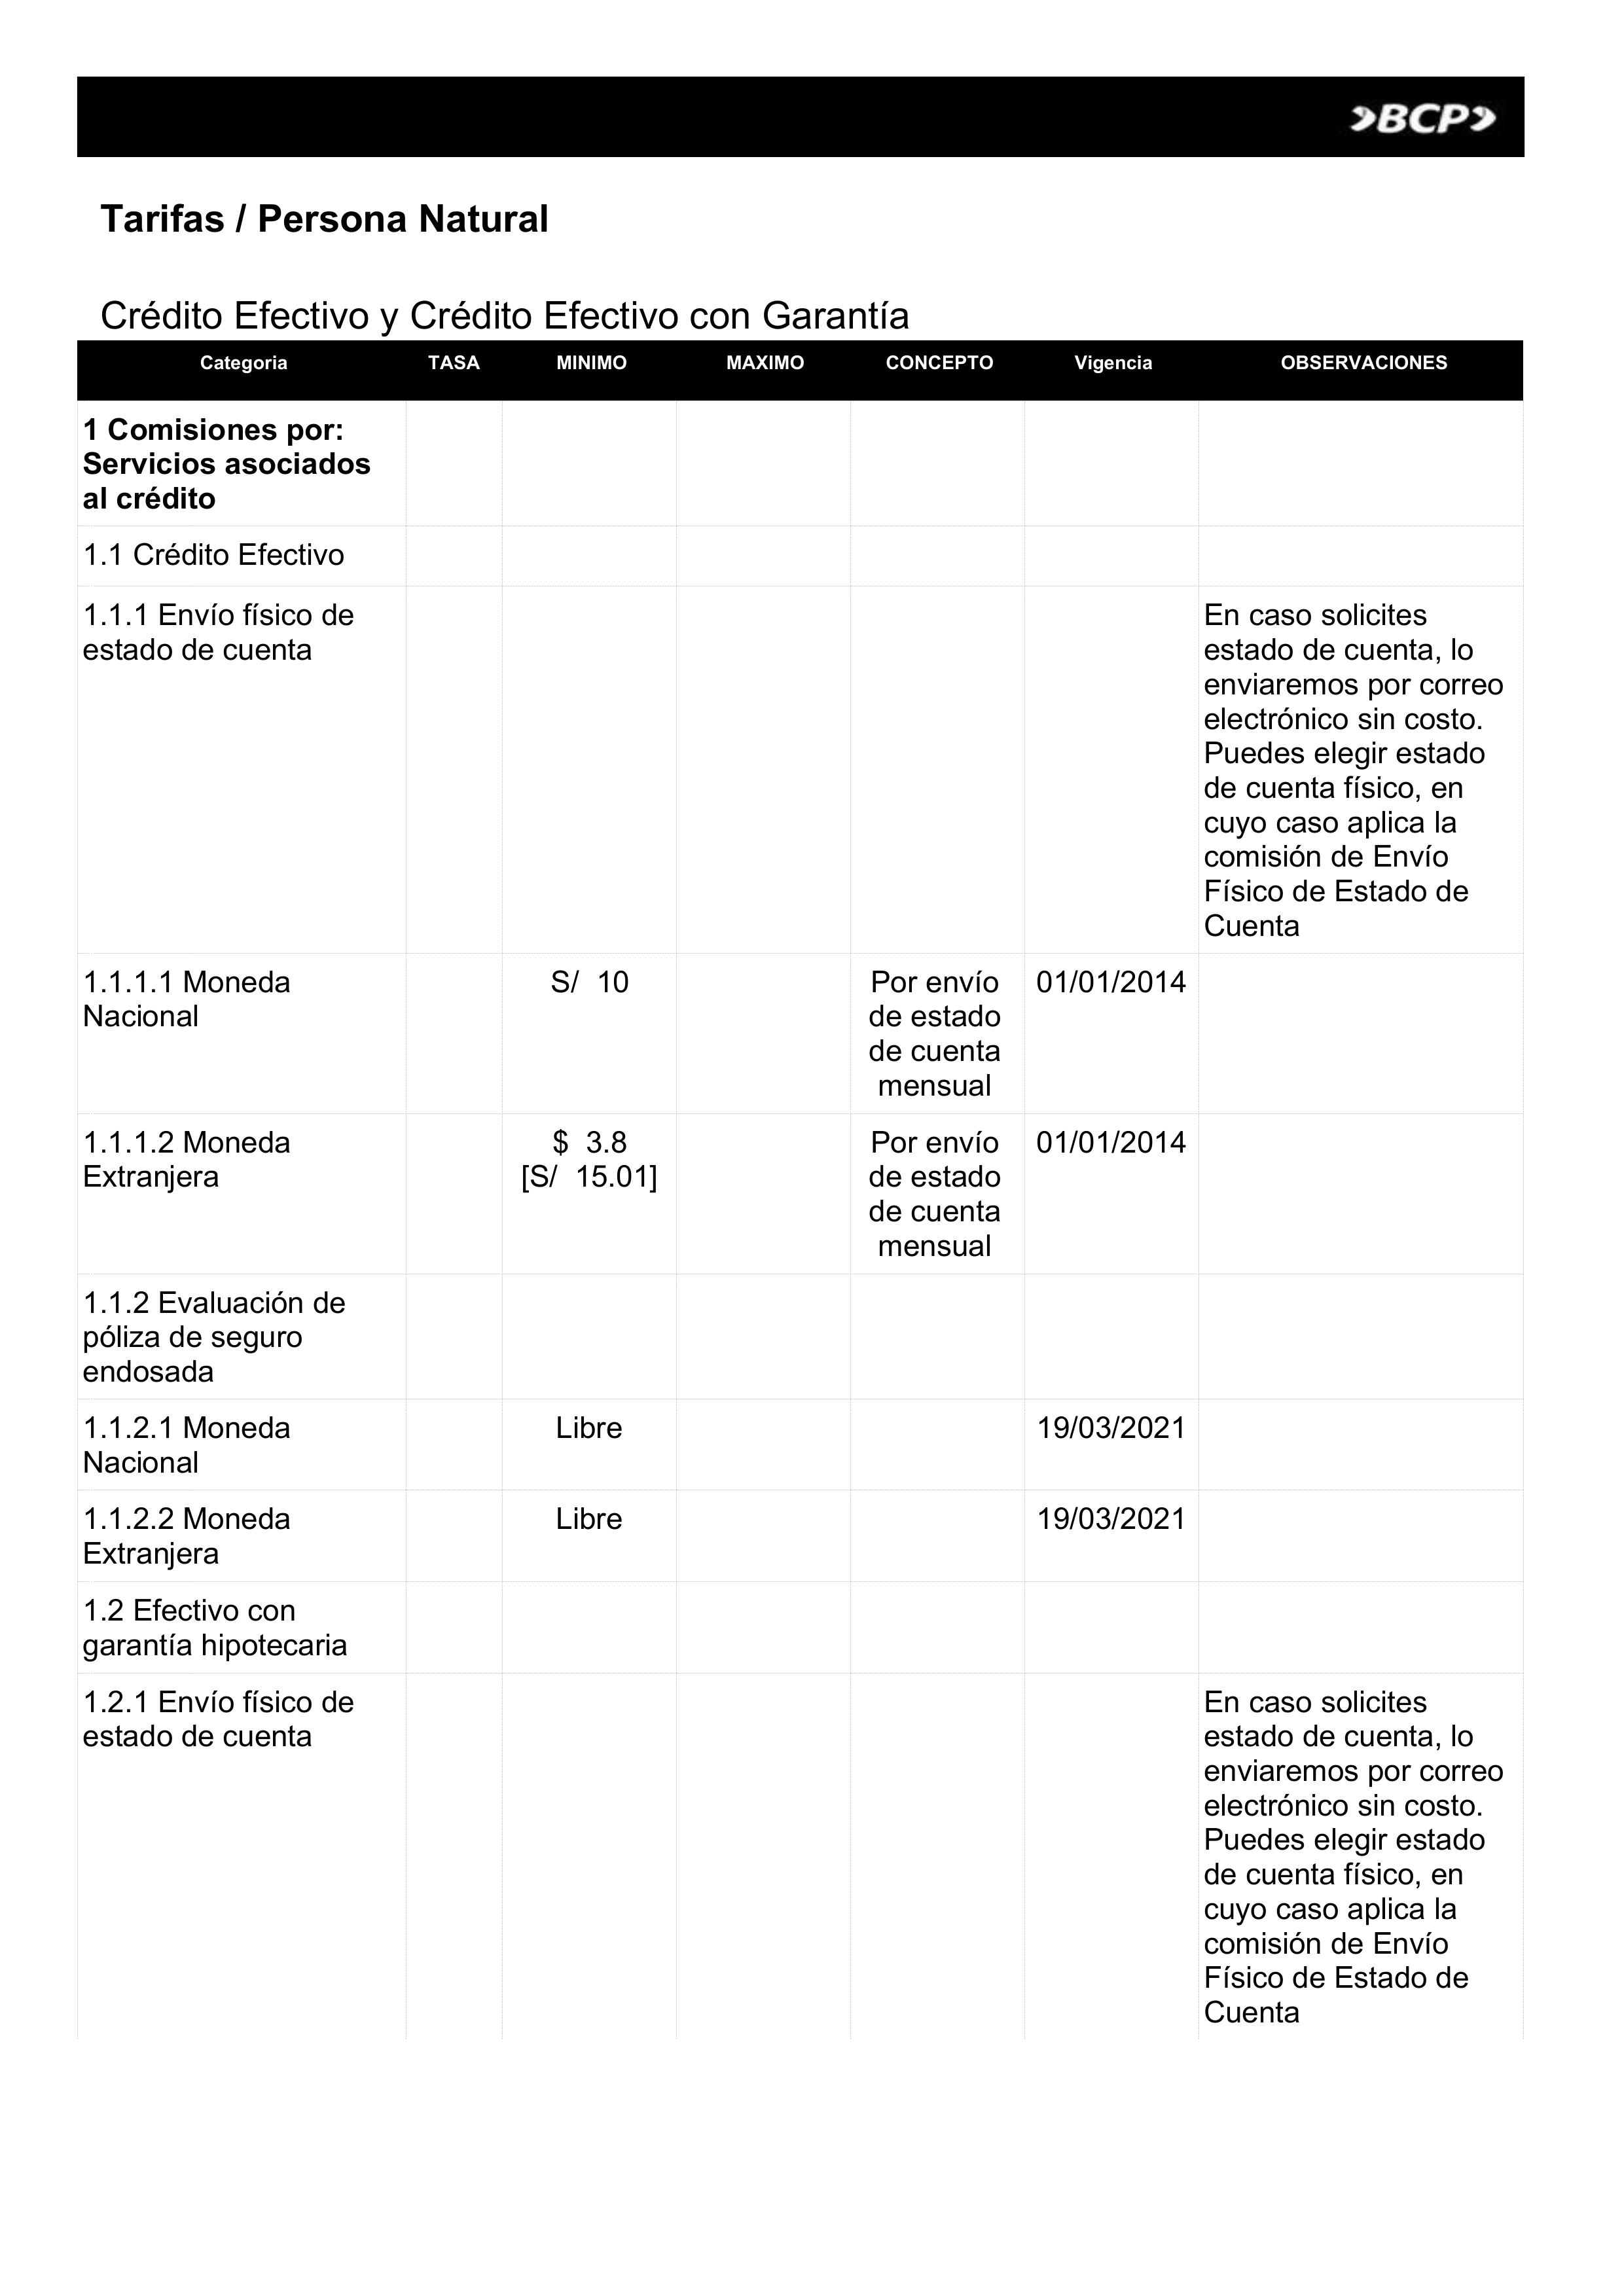 BCP
Tarifas / Persona Natural
Crédito Efectivo y Crédito Efectivo con Garantía
Categoria TASA MINIMO MAXIMO CONCEPTO Vigencia OBSERVACIONES
1 Comisiones por:
Servicios asociados
al crédito
1.1 Crédito Efectivo
1.1.1 Envío físico de
estado de cuenta
En caso solicites
estado de cuenta, lo
enviaremos por correo
electrónico sin costo.
Puedes elegir estado
de cuenta físico, en
cuyo caso aplica la
comisión de Envío
Físico de Estado de
Cuenta
1.1.1.1 Moneda
Nacional
S/ 10
Por envío
de estado
de cuenta
mensual
01/01/2014
1.1.1.2 Moneda
Extranjera
$ 3.8
[S/ 15.01]
Por envío
de estado
de cuenta
mensual
01/01/2014
1.1.2 Evaluación de
póliza de seguro
endosada
1.1.2.1 Moneda
Nacional
Libre
19/03/2021
1.1.2.2 Moneda
Extranjera
Libre
19/03/2021
1.2 Efectivo con
garantía hipotecaria
1.2.1 Envío físico de
estado de cuenta
En caso solicites
estado de cuenta, lo
enviaremos por correo
electrónico sin costo.
Puedes elegir estado
de cuenta físico, en
cuyo caso aplica la
comisión de Envío
Físico de Estado de
Cuenta